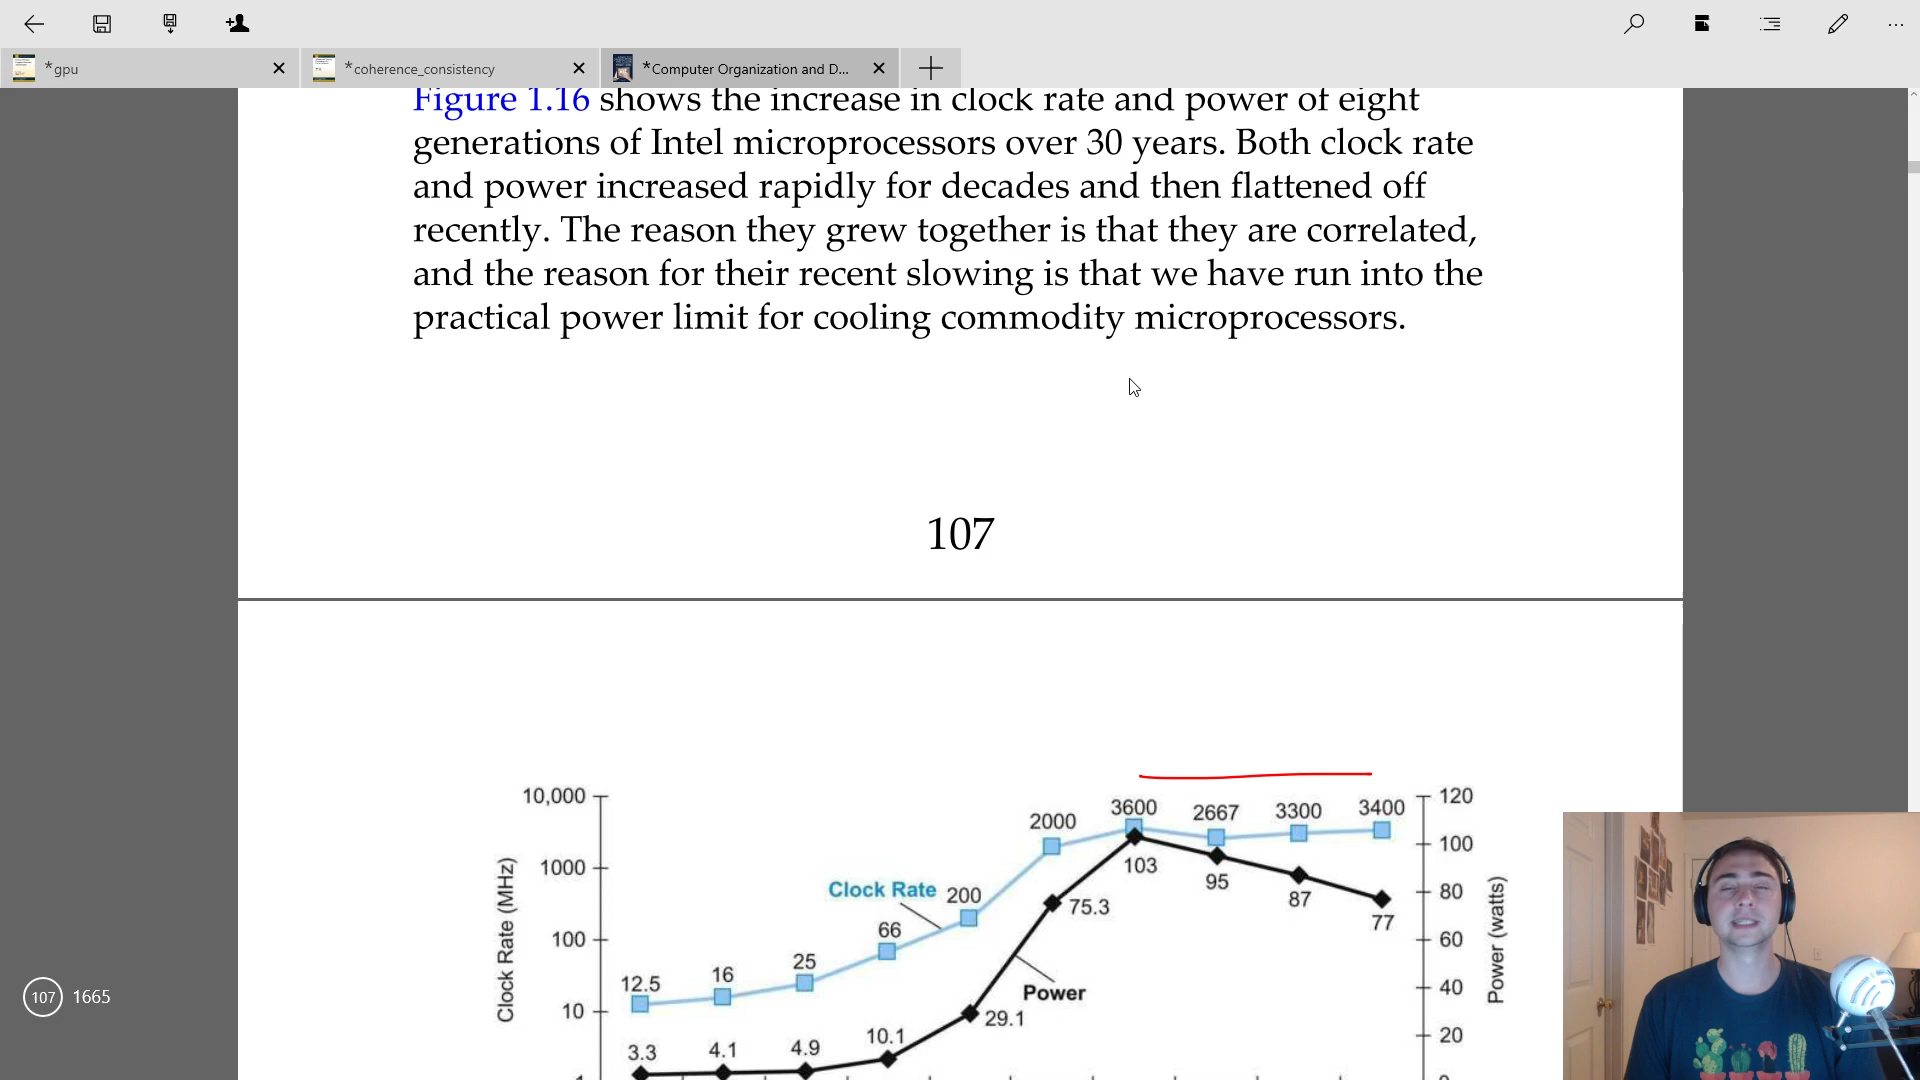 *gpu
*coherence_consistency
*Computer Organization and D...
Figure 1.16 shows the increase in clock rate and power of eight
generations of Intel microprocessors over 30 years. Both clock rate
and power increased rapidly for decades and then flattened off
recently. The reason they grew together is that they are correlated,
and the reason for their recent slowing is that we have run into the
practical power limit for cooling commodity microprocessors.
107
10,000
1000
100
10
1
Clock Rate (MHz)
12.5
16
25
66
200
2000
3600
2667
3300
3400
Clock Rate
3.3
4.1
4.9
10.1
29.1
75.3
103
95
87
77
Power
120
100
80
60
40
20
0
Power (watts)
107 1665